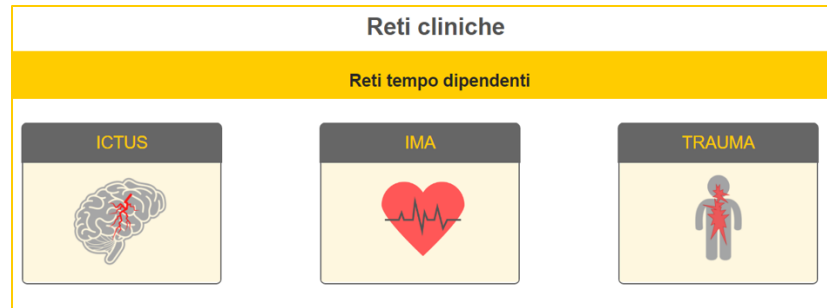 Reti cliniche
Reti tempo dipendenti
ICTUS
IMA
TRAUMA